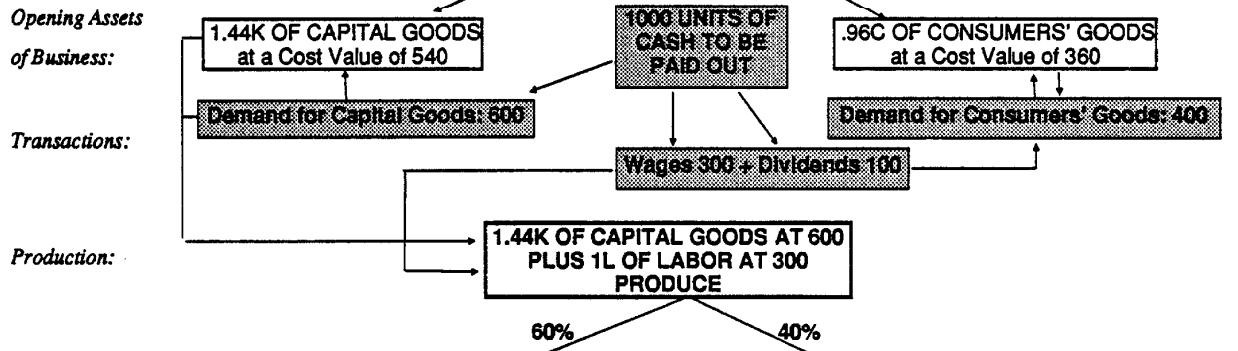 Opening Assets
of Business:
1.44K OF CAPITAL GOODS
at a Cost Value of 540
1000 UNITS OF
CASH TO BE
PAID OUT
.96C OF CONSUMERS' GOODS
at a Cost Value of 360
Demand for Capital Goods: 600
Demand for Consumers' Goods: 400
Transactions:
Wages 300 + Dividends 100
Production:
1.44K OF CAPITAL GOODS AT 600
PLUS 1L OF LABOR AT 300
PRODUCE
60%
40%